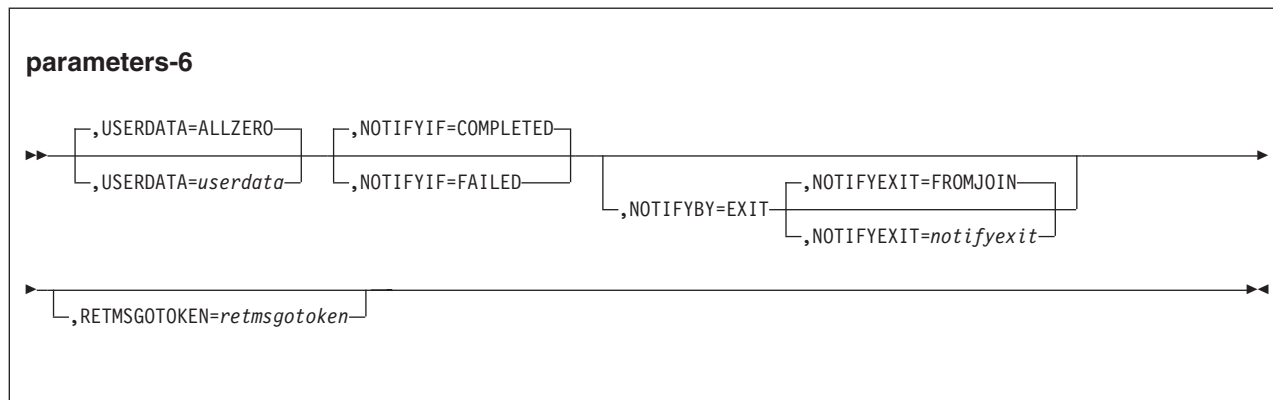 parameters-6
,USERDATA=ALLZERO ,NOTIFYIF=COMPLETED
,USERDATA=userdata ,NOTIFYIF=FAILED ,NOTIFYEXIT=FROMJOIN
,NOTIFYBY=EXIT
,NOTIFYEXIT=notifyexit
,RETMSGOTOKEN=retmsgotoken